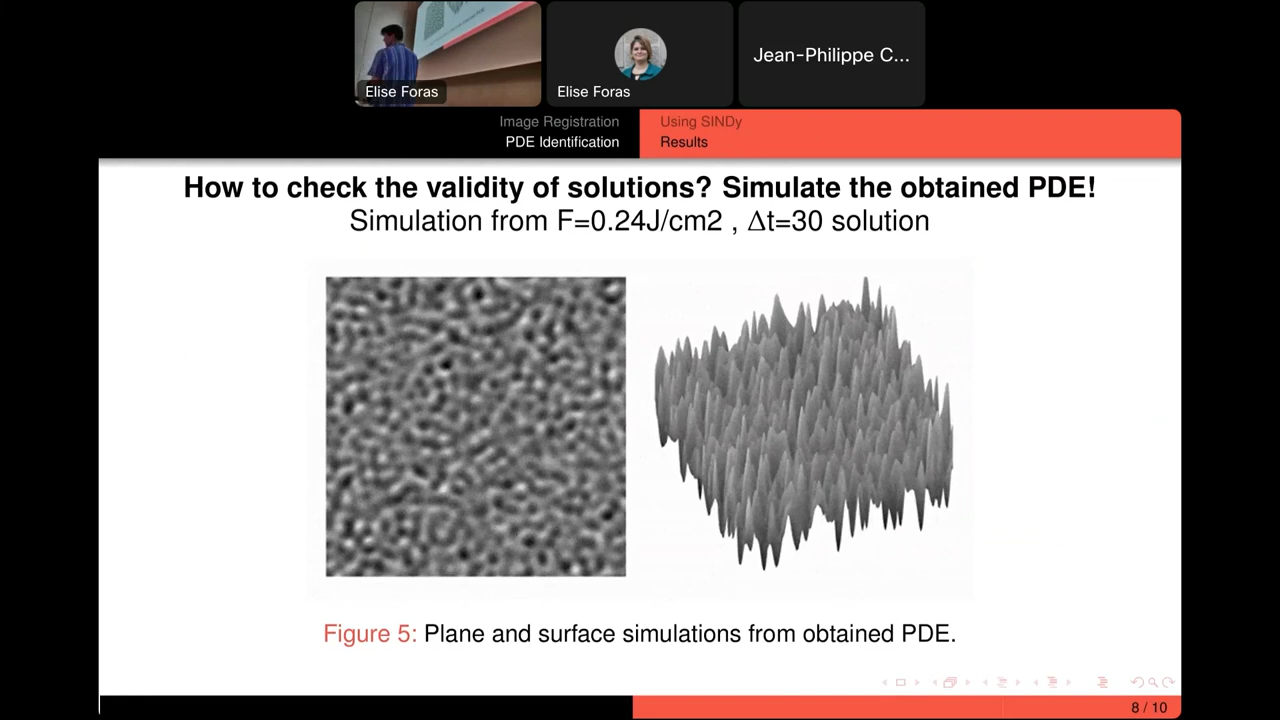 Elise Foras
Elise Foras
Jean-Philippe C...
Image Registration
PDE Identification
Using SINDy
Results
How to check the validity of solutions? Simulate the obtained PDE!
Simulation from F=0.24J/cm2 , Δt=30 solution
Figure 5: Plane and surface simulations from obtained PDE.
8 / 10